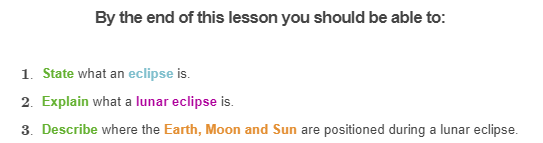 By the end of this lesson you should be able to:
1. State what an eclipse is.
2. Explain what a lunar eclipse is.
3. Describe where the Earth, Moon and Sun are positioned during a lunar eclipse.